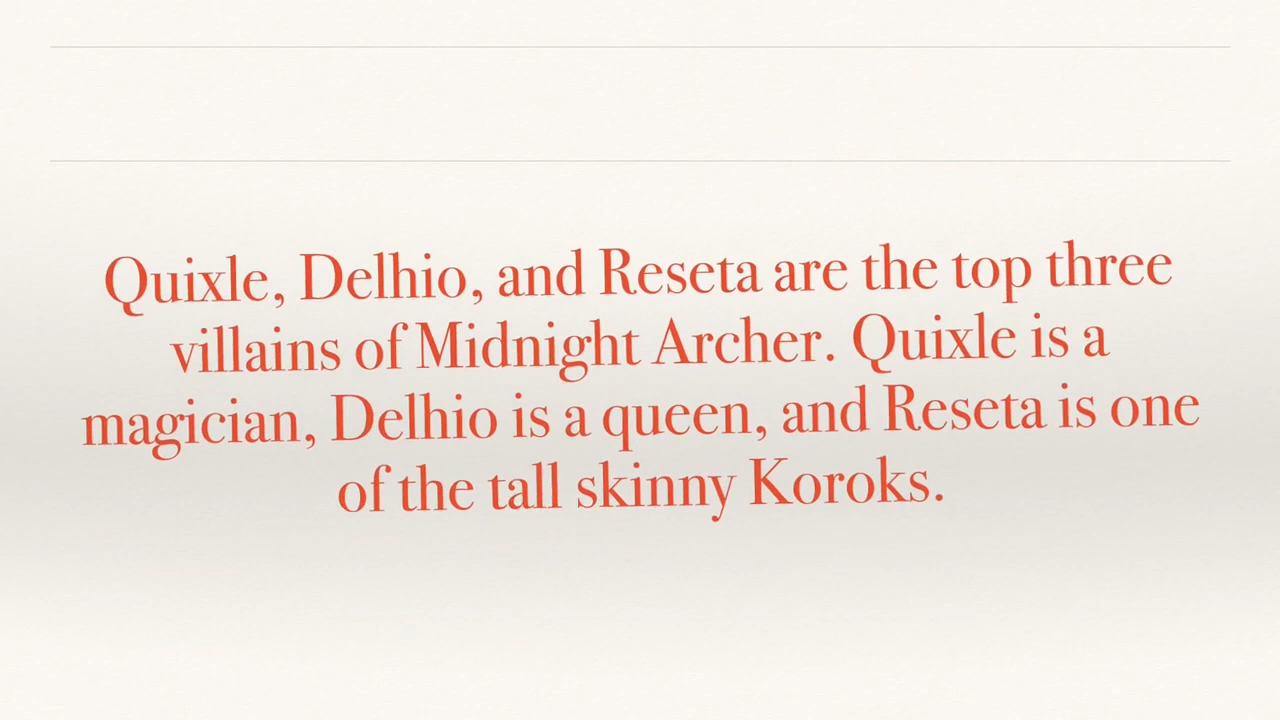 Quixle, Delhio, and Reseta are the top three
villains of Midnight Archer. Quixle is a
magician, Delhio is a queen, and Reseta is one
of the tall skinny Koroks.